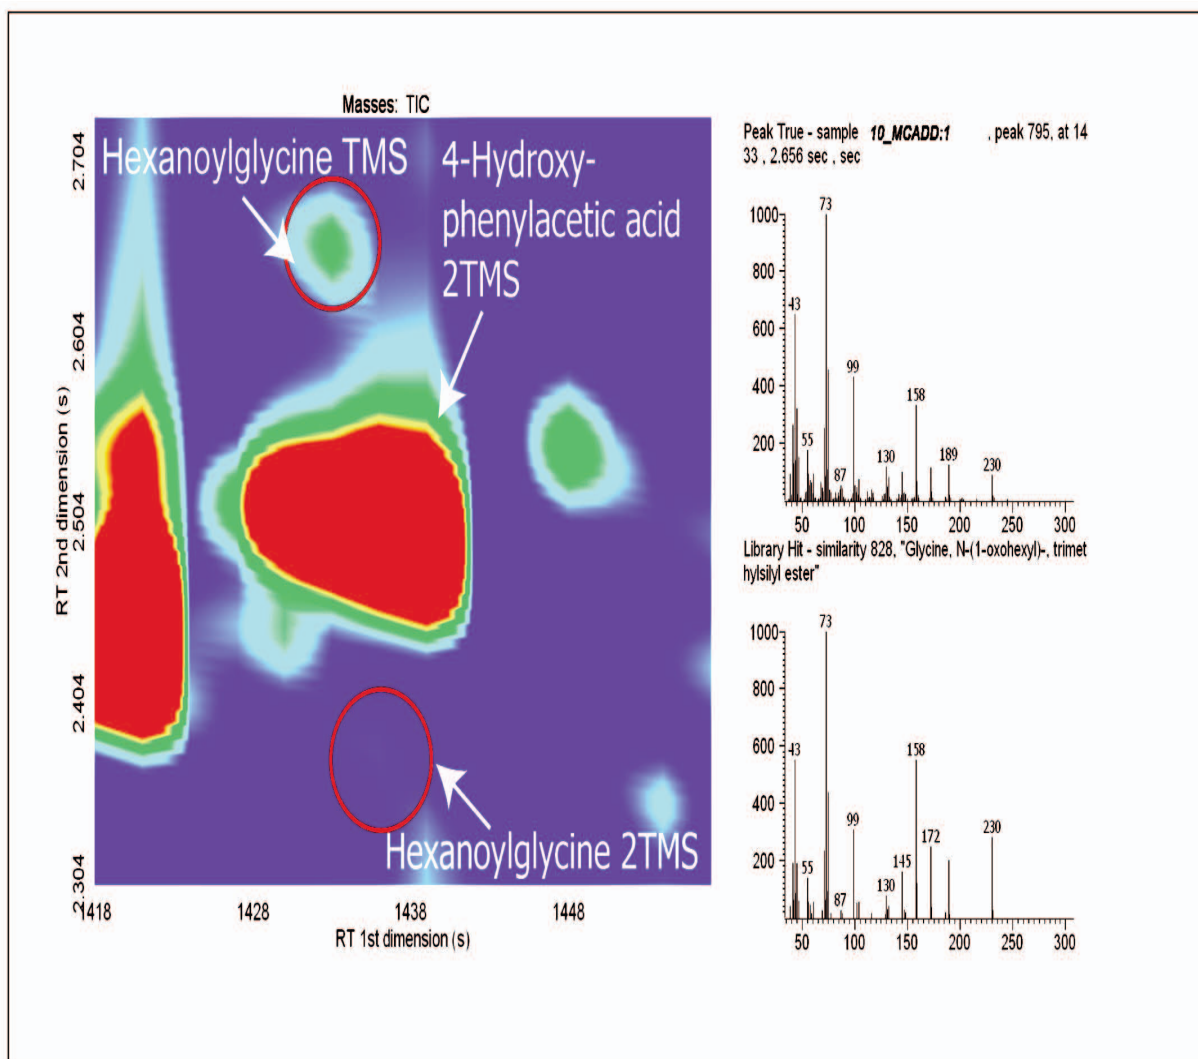 Masses: TIC
Hexanoylglycine TMS
4-Hydroxy-
phenylacetic acid
2TMS
Hexanoylglycine 2TMS
RT 2nd dimension (s)
2.704
2.604
2.504
2.404
2.304
1418 1428 1438 1448
RT 1st dimension (s)
Peak True - sample 10_MCADD:1 , peak 795, at 14
33 , 2.656 sec , sec
1000
800
600
400
200
73
43
99
158
55
87
130
189
230
50 100 150 200 250 300
Library Hit - similarity 828, "Glycine, N-(1-oxohexyl)-, trimet
hylsilyl ester"
1000
800
600
400
200
73
43
158
99
172
230
145
55
130
87
50 100 150 200 250 300